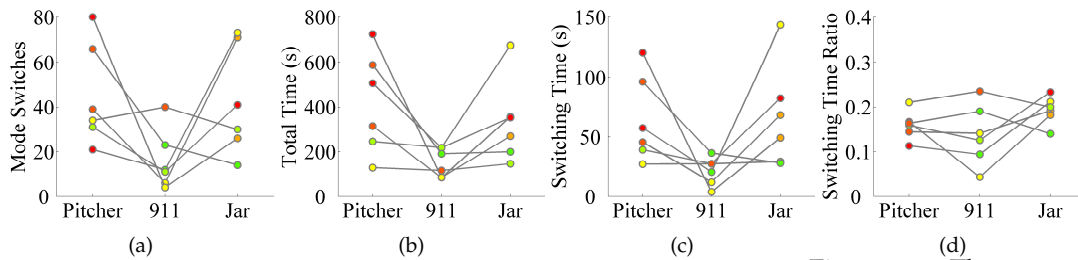 Mode Switches
80
60
40
20
0
Pitcher 911 Jar
(a)
Total Time (s)
800
600
400
200
0
Pitcher 911 Jar
(b)
Switching Time (s)
150
100
50
0
Pitcher 911 Jar
(c)
Switching Time Ratio
0.4
0.3
0.2
0.1
0
Pitcher 911 Jar
(d)